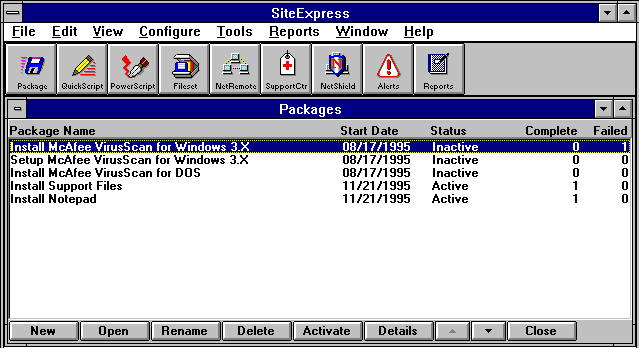 SiteExpress
File Edit View Configure Tools Reports Window Help
Package QuickScript PowerScript Fileset NetRemote SupportCtr NetShield Alerts Reports
Packages
Package Name Start Date Status Complete Failed
Install McAfee VirusScan for Windows 3.X 08/17/1995 Inactive 0 1
Setup McAfee VirusScan for Windows 3.X 08/17/1995 Inactive 0 0
Install McAfee VirusScan for DOS 08/17/1995 Inactive 0 0
Install Support Files 11/21/1995 Active 1 0
Install Notepad 11/21/1995 Active 1 0
New Open Rename Delete Activate Details Close